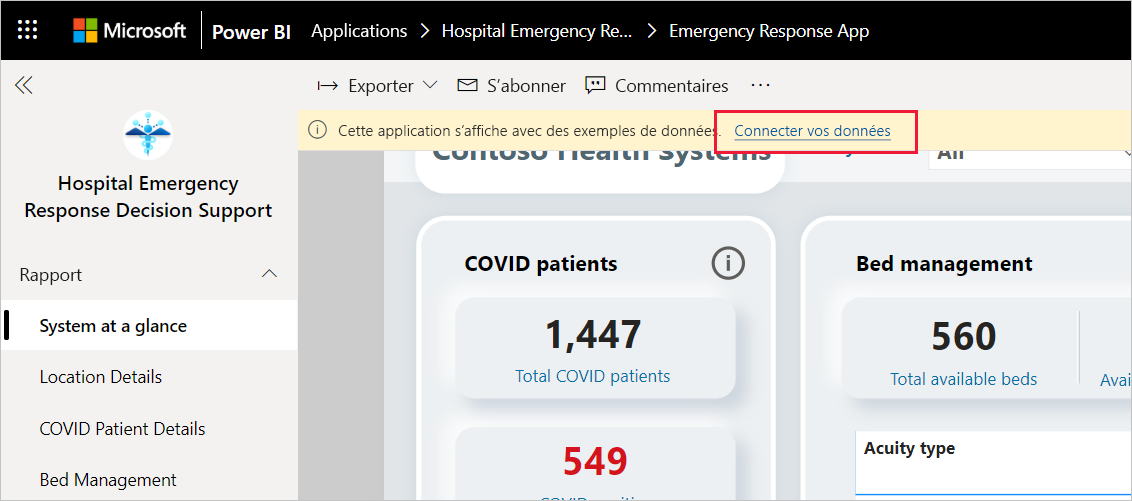 Microsoft Power BI Applications > Hospital Emergency Re... > Emergency Response App
Exporter S'abonner Commentaires ...
Cette application s'affiche avec des exemples de données. Connecter vos données
Contoso Health systems
All
Hospital Emergency
Response Decision Support
Rapport
System at a glance
Location Details
COVID Patient Details
Bed Management
COVID patients
1,447
Total COVID patients
549
Bed management
560
Total available beds
Avai
Acuity type